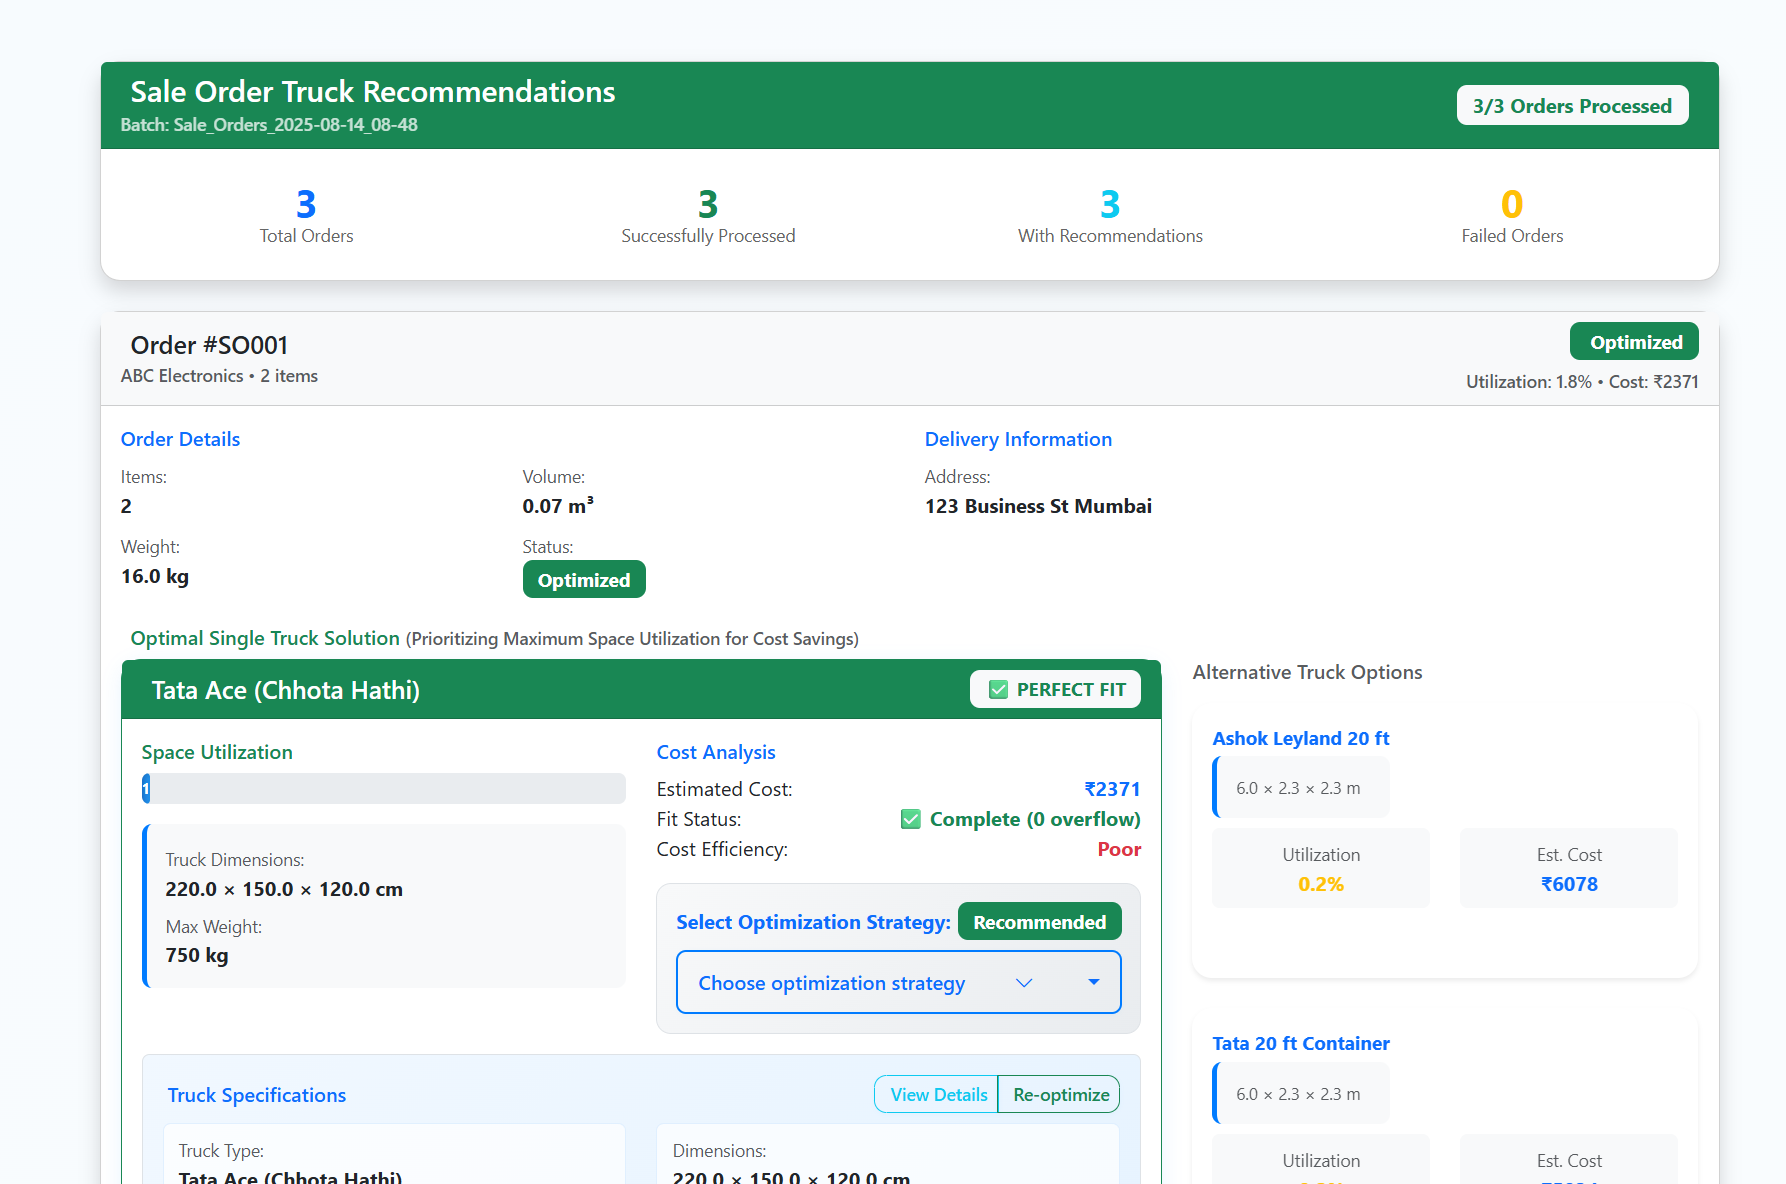 Sale Order Truck Recommendations
Batch: Sale_Orders_2025-08-14_08-48
3/3 Orders Processed
3
Total Orders
3
Successfully Processed
3
With Recommendations
0
Failed Orders
Order #SO001
ABC Electronics • 2 items
Optimized
Utilization: 1.8% • Cost: ₹2371
Order Details
Items:
2
Volume:
0.07 m³
Weight:
16.0 kg
Status:
Optimized
Delivery Information
Address:
123 Business St Mumbai
Optimal Single Truck Solution (Prioritizing Maximum Space Utilization for Cost Savings)
Tata Ace (Chhota Hathi)
✅ PERFECT FIT
Space Utilization
1
Truck Dimensions:
220.0 × 150.0 × 120.0 cm
Max Weight:
750 kg
Cost Analysis
Estimated Cost: ₹2371
Fit Status: ✅ Complete (0 overflow)
Cost Efficiency: Poor
Select Optimization Strategy: Recommended
Choose optimization strategy
Truck Specifications
View Details
Re-optimize
Truck Type:
Tata Ace (Chhota Hathi)
Dimensions:
220.0 × 150.0 × 120.0 cm
Alternative Truck Options
Ashok Leyland 20 ft
6.0 × 2.3 × 2.3 m
Utilization
0.2%
Est. Cost
₹6078
Tata 20 ft Container
6.0 × 2.3 × 2.3 m
Utilization
Est. Cost